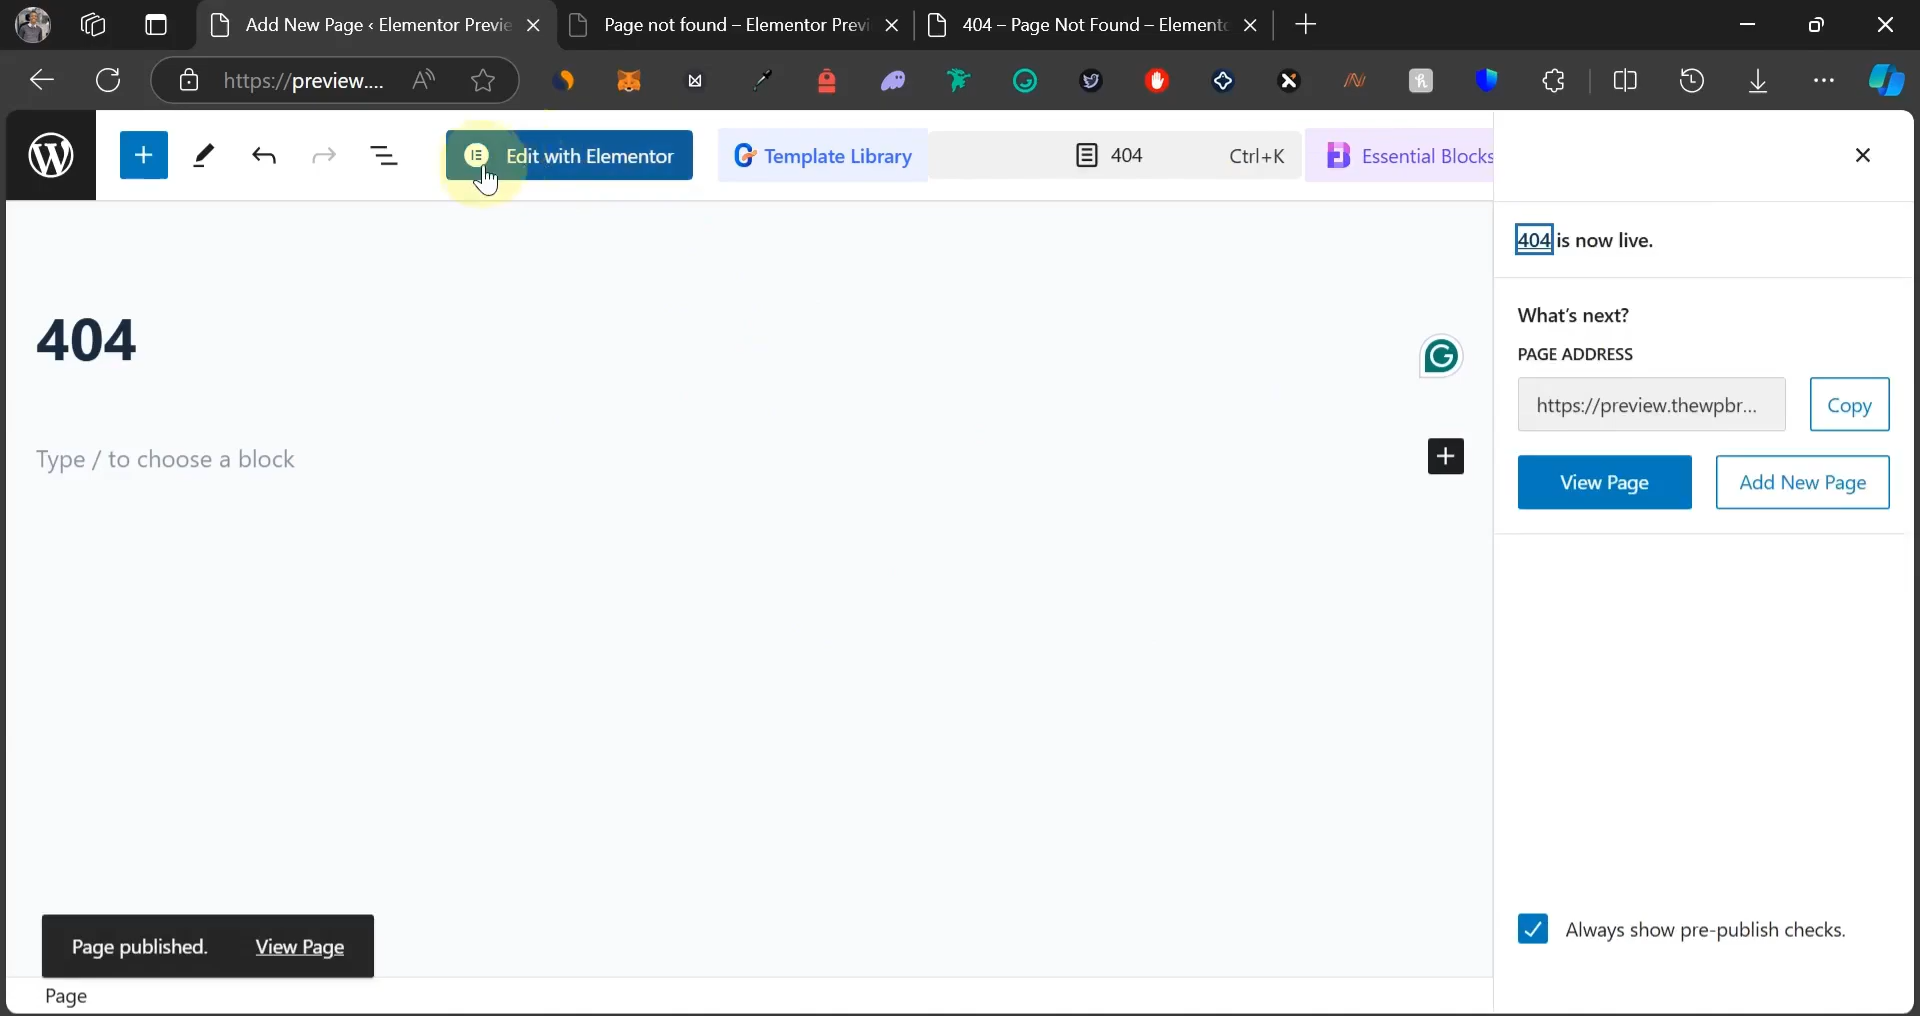 Add New Page ‹ Elementor Previe
Page not found – Elementor Previ
404 – Page Not Found – Elemento
https://preview....
Edit with Elementor
Template Library
404
Ctrl+K
Essential Blocks
404 is now live.
404
What's next?
PAGE ADDRESS
https://preview.thewpbr...
Copy
Type / to choose a block
View Page
Add New Page
Always show pre-publish checks.
Page published.
View Page
Page